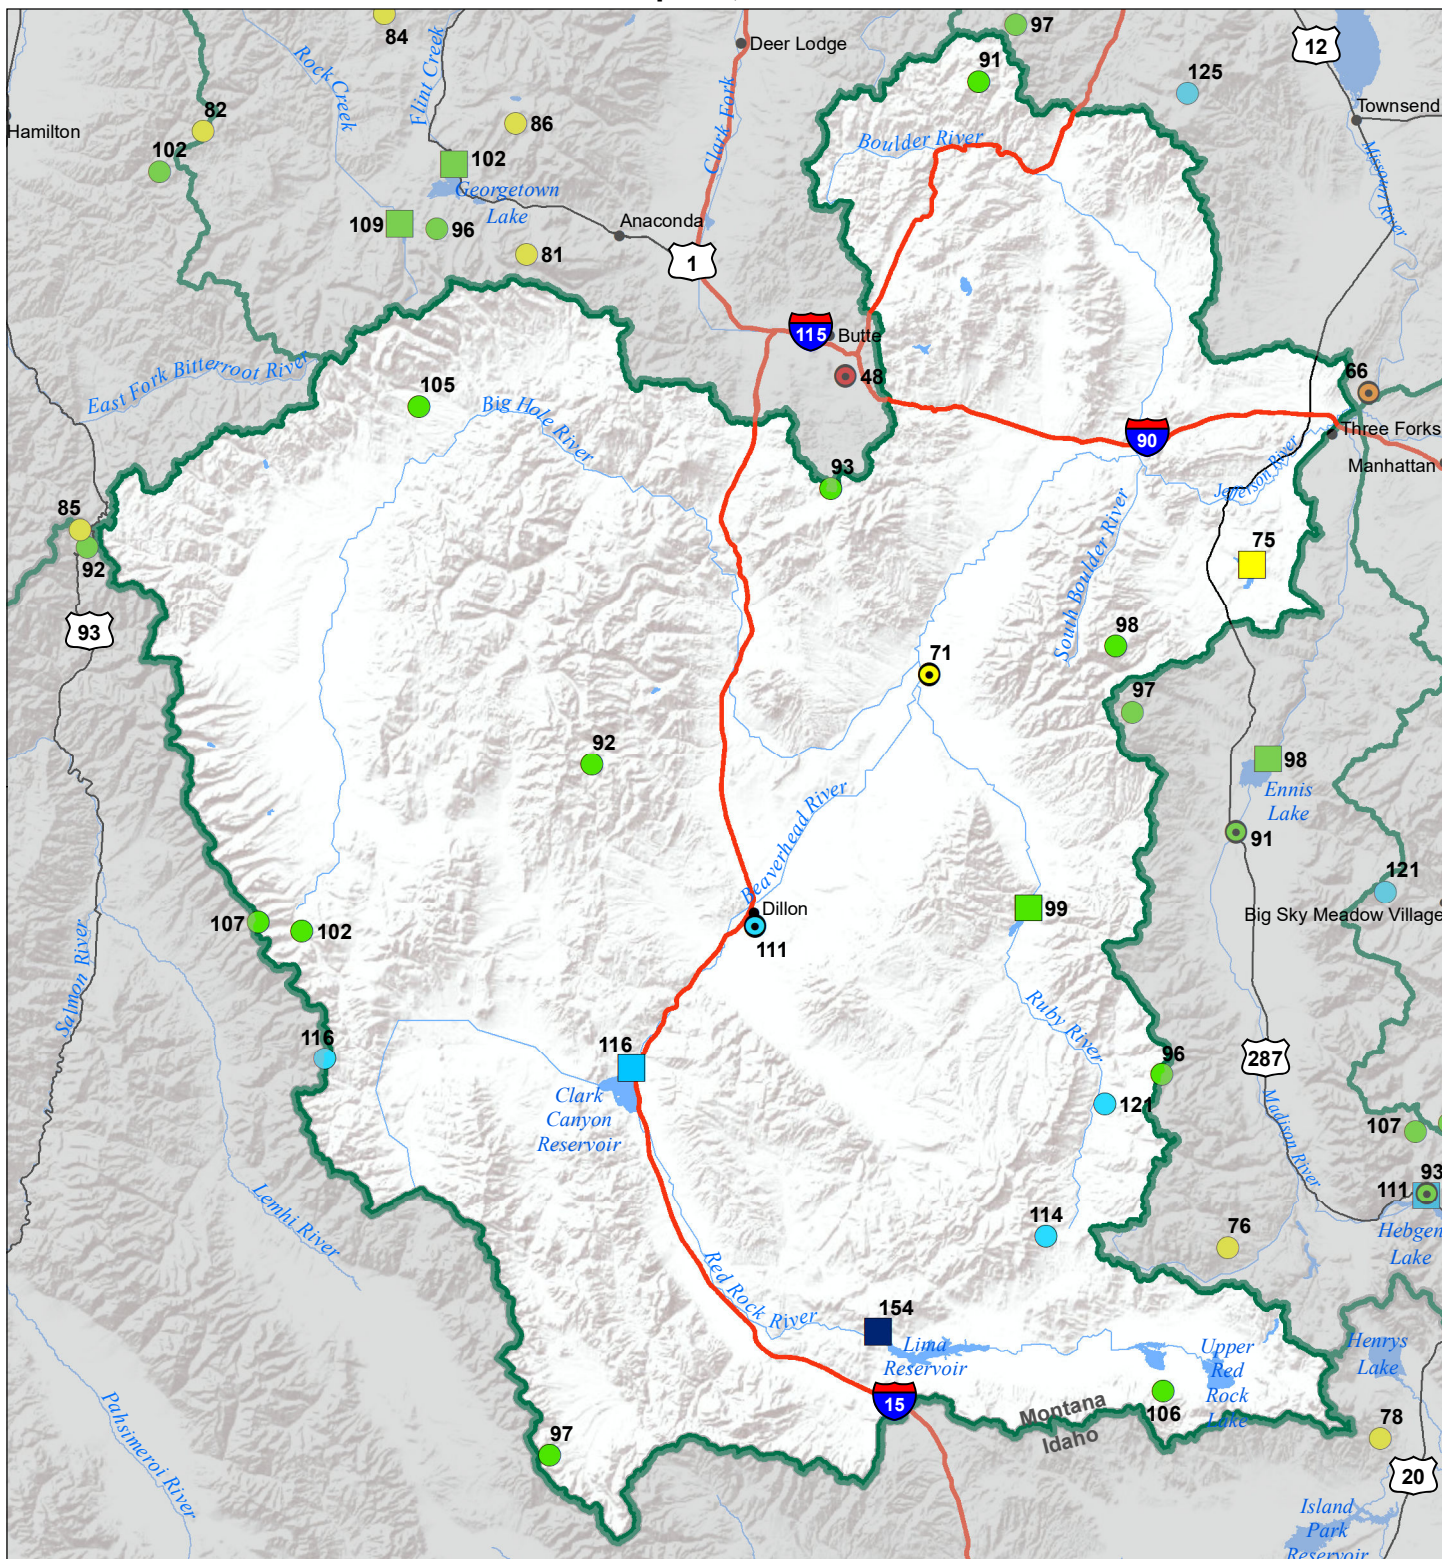 84
97
12
Deer Lodge
91
125
Rock Creek
Flint Creek
Clark Fork
Townsend
Hamilton
82
86
Boulder River
102
102
Georgetown
Lake
Missouri River
109
96
Anaconda
81
1
115
Butte
48
66
East Fork Bitterroot River
105
Big Hole River
90
Three Forks
Manhattan
93
Jefferson River
85
92
South Boulder River
75
93
98
71
97
92
98
Ennis
Lake
Beaverhead River
91
121
Dillon
111
99
Big Sky Meadow Village
107
102
Salmon River
Ruby River
116
116
287
96
Clark
Canyon
Reservoir
121
Madison River
107
93
111
Lemhi River
114
76
Hebgen
Lake
Red Rock River
154
Lima
Reservoir
Upper
Red
Rock
Lake
Henrys
Lake
15
Montana
Idaho
106
78
Pahsimeroi River
97
20
Island
Park
Reservoir